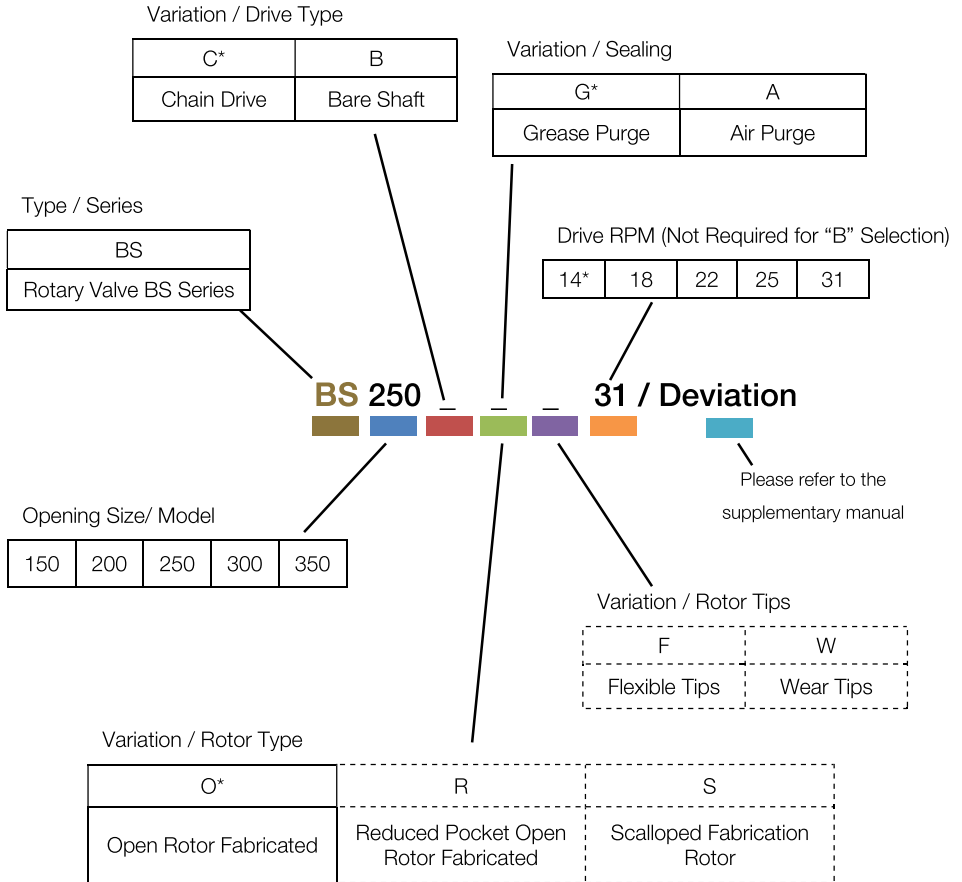 Variation / Drive Type
C* B
Chain Drive Bare Shaft
Variation / Sealing
G* A
Grease Purge Air Purge
Type / Series
BS
Rotary Valve BS Series
Drive RPM (Not Required for “B” Selection)
14* 18 22 25 31
BS 250 _ _ _ 31 / Deviation
Please refer to the
supplementary manual
Opening Size/ Model
150 200 250 300 350
Variation / Rotor Tips
F W
Flexible Tips Wear Tips
Variation / Rotor Type
O* R S
Open Rotor Fabricated
Reduced Pocket Open
Rotor Fabricated
Scalloped Fabrication
Rotor